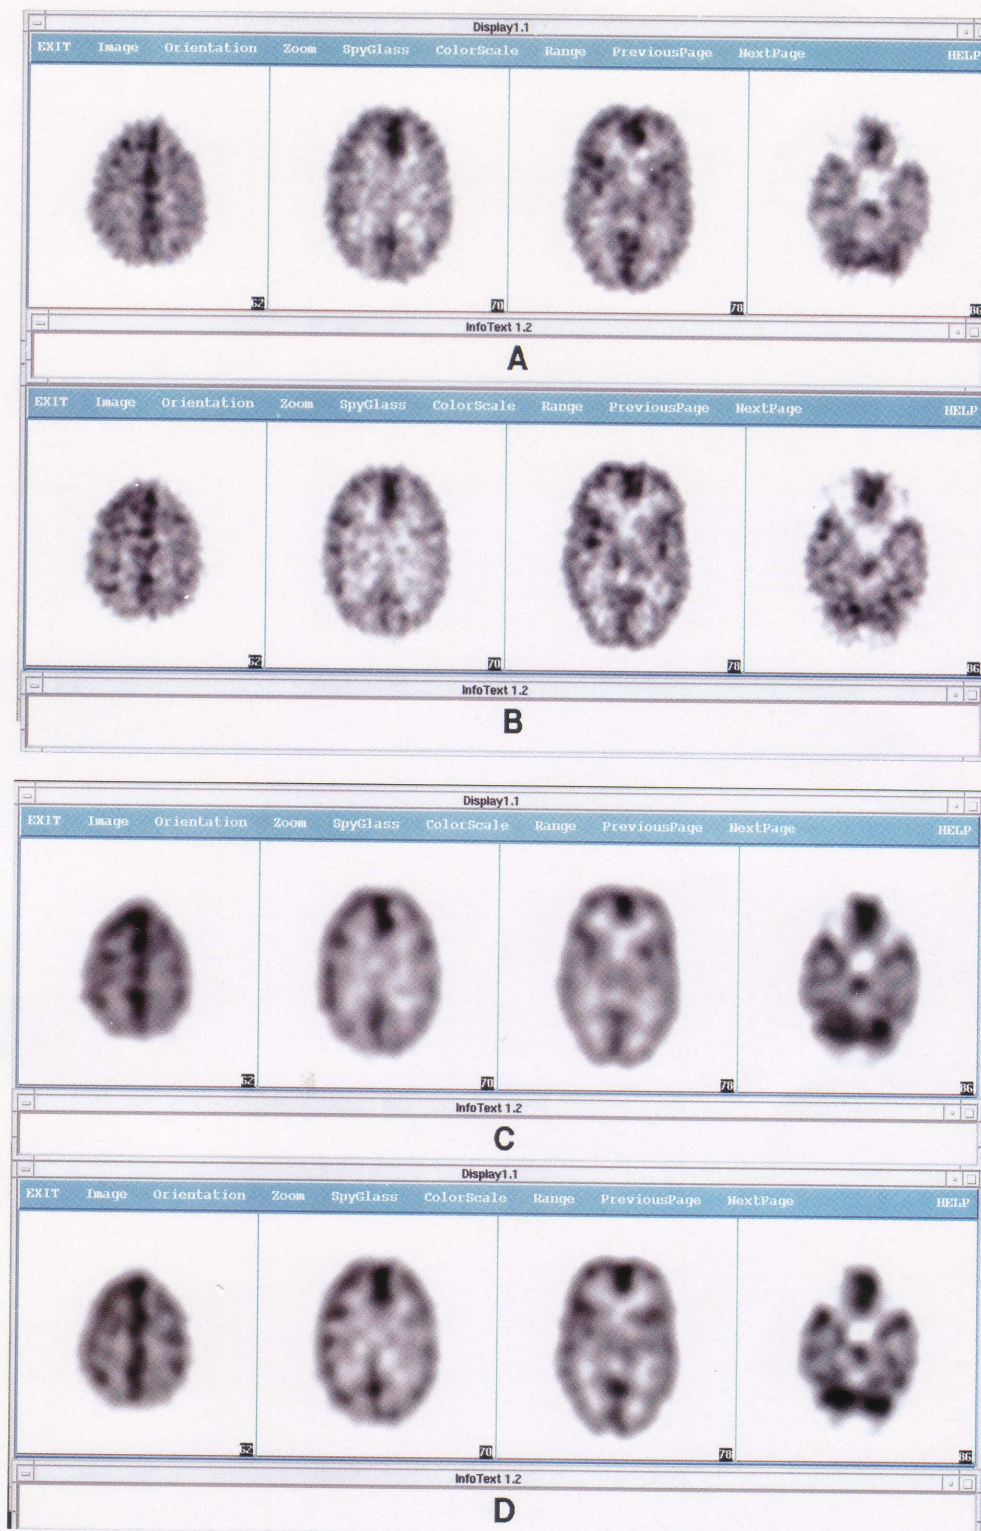 Display1.1
EXIT Image Orientation Zoom SpyGlass ColorScale Range PreviousPage NextPage HELP
62 70 78 86
InfoText 1.2
A
EXIT Image Orientation Zoom SpyGlass ColorScale Range PreviousPage NextPage HELP
62 70 78 86
InfoText 1.2
B
Display1.1
EXIT Image Orientation Zoom SpyGlass ColorScale Range PreviousPage NextPage HELP
62 70 78 86
InfoText 1.2
C
Display1.1
EXIT Image Orientation Zoom SpyGlass ColorScale Range PreviousPage NextPage HELP
62 70 78 86
InfoText 1.2
D